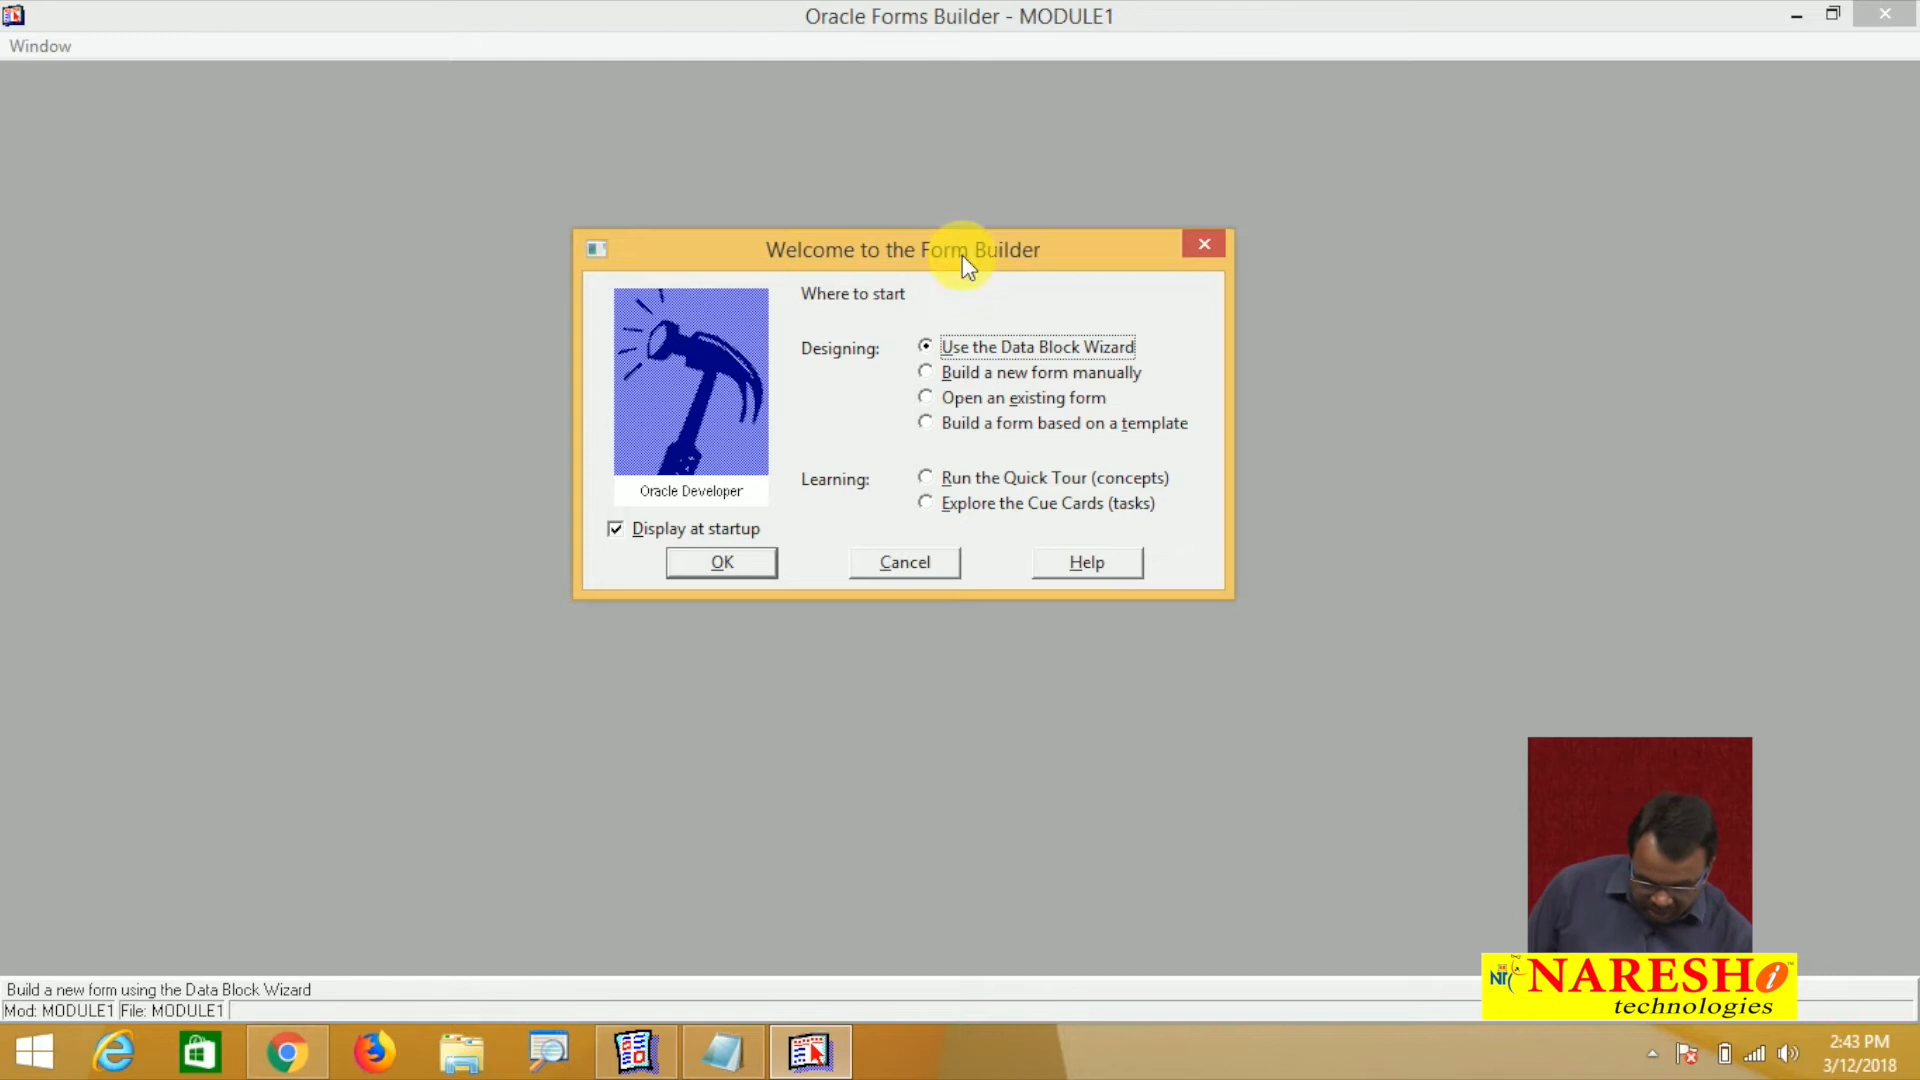 Oracle Forms Builder - MODULE1
Window
Welcome to the Form Builder
Where to start
Designing:
Use the Data Block Wizard
Build a new form manually
Open an existing form
Build a form based on a template
Learning:
Run the Quick Tour (concepts)
Explore the Cue Cards (tasks)
Oracle Developer
Display at startup
OK
Cancel
Help
Build a new form using the Data Block Wizard
Mod: MODULE1 File: MODULE1
NARESH i
technologies
2:43 PM
3/12/2018